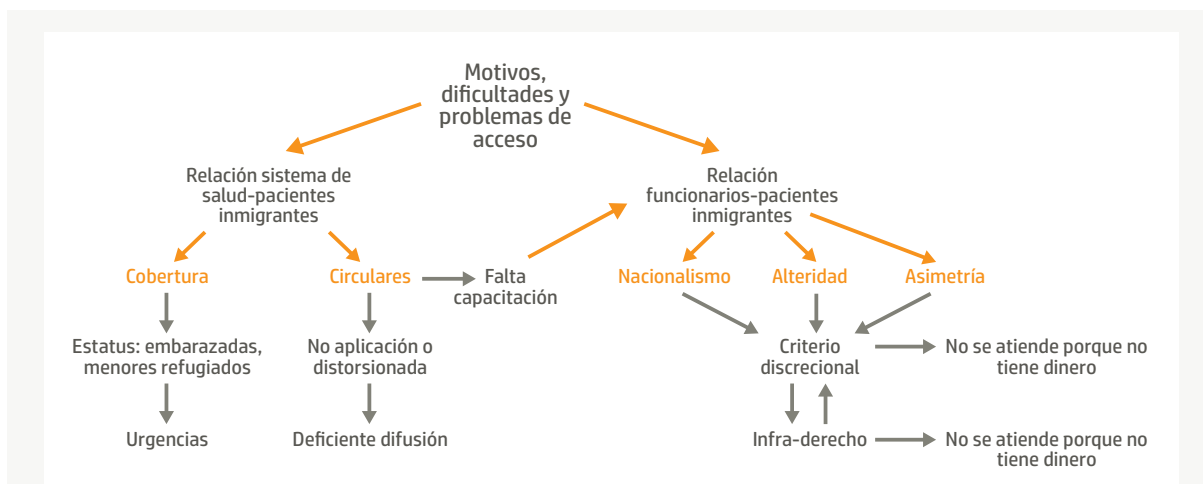 Motivos,
dificultades y
problemas de
acceso
Relación sistema de
salud-pacientes
inmigrantes
Relación
funcionarios-pacientes
inmigrantes
Cobertura
Circulares
Falta
capacitación
Nacionalismo
Alteridad
Asimetría
Estatus: embarazadas,
menores refugiados
No aplicación o
distorsionada
Criterio
discrecional
No se atiende porque no
tiene dinero
Urgencias
Deficiente difusión
Infra-derecho
No se atiende porque no
tiene dinero